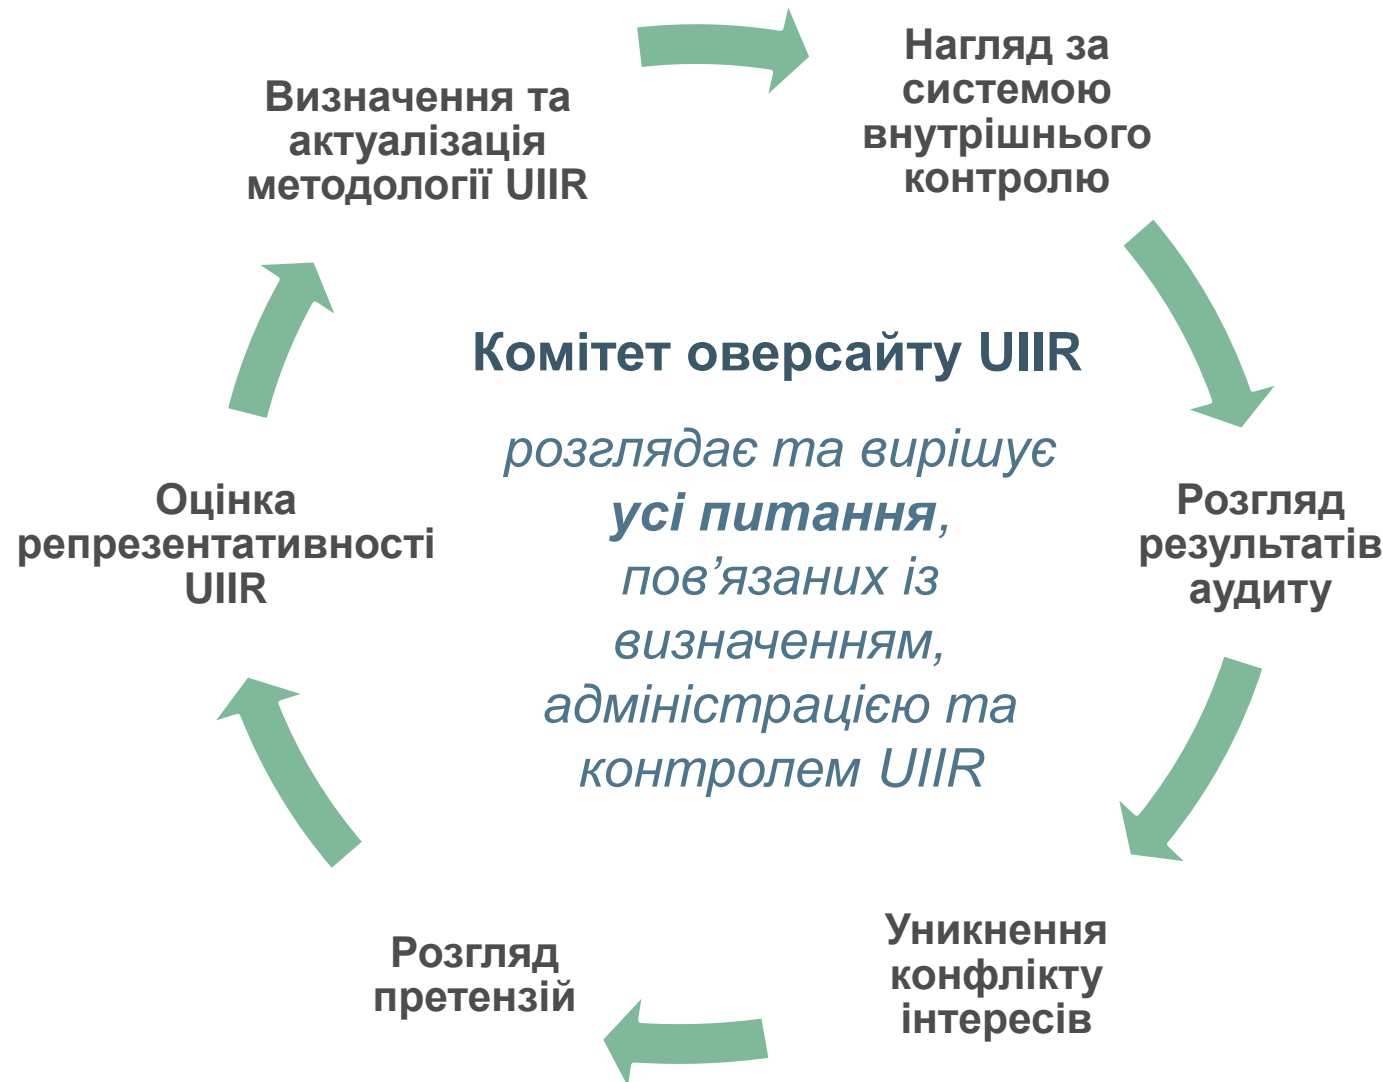 Визначення та
актуалізація
методології UIIR
Нагляд за
системою
внутрішнього
контролю
Комітет оверсайту UIIR
розглядає та вирішує
усі питання,
пов’язаних із
визначенням,
адміністрацією та
контролем UIIR
Розгляд
результатів
аудиту
Уникнення
конфлікту
інтересів
Розгляд
претензій
Оцінка
репрезентативності
UIIR